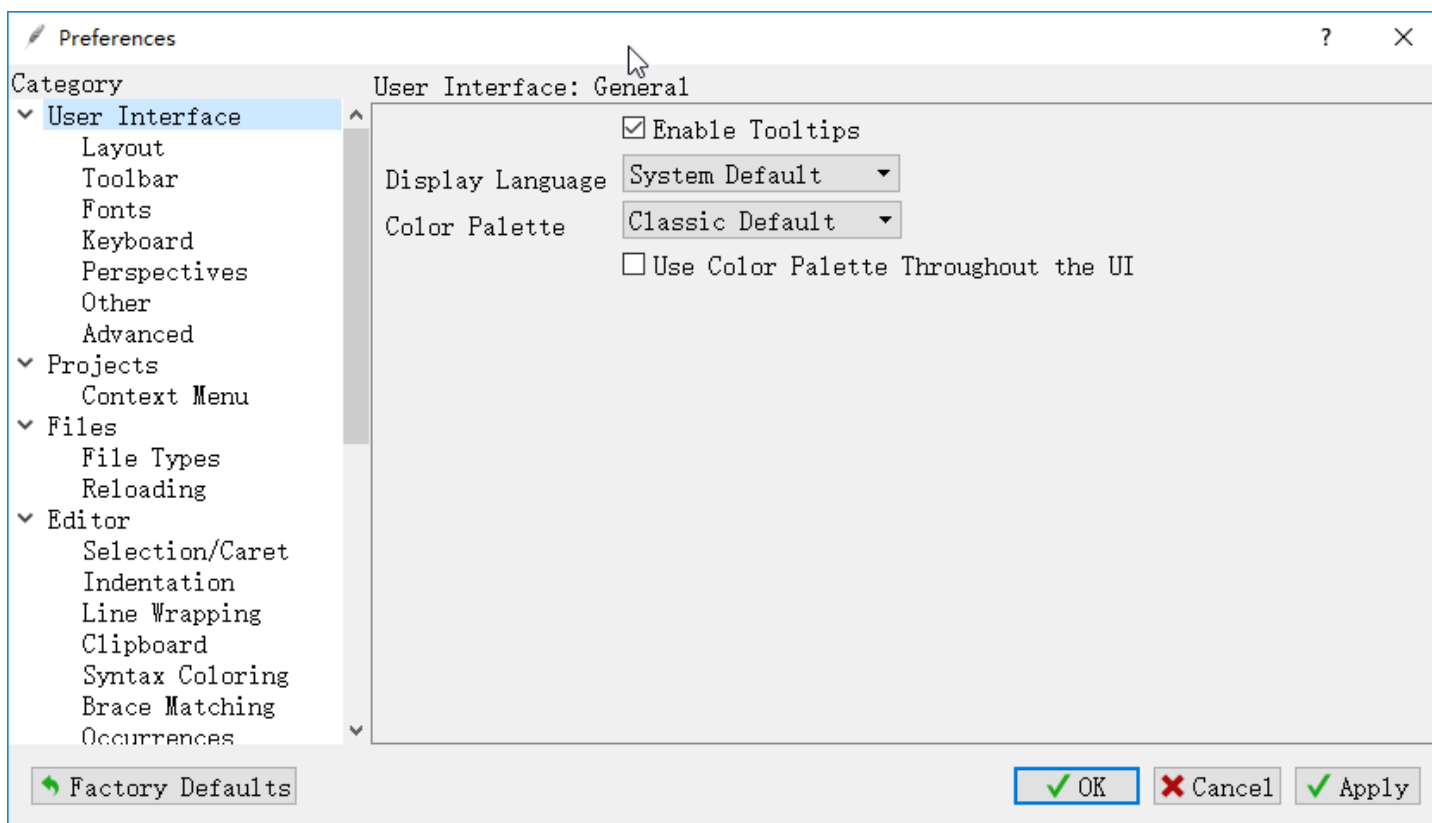 Preferences
?
Category
User Interface: General
User Interface
Layout
Toolbar
Fonts
Keyboard
Perspectives
Other
Advanced
Projects
Context Menu
Files
File Types
Reloading
Editor
Selection/Caret
Indentation
Line Wrapping
Clipboard
Syntax Coloring
Brace Matching
Occurrences
Enable Tooltips
Display Language System Default
Color Palette Classic Default
Use Color Palette Throughout the UI
Factory Defaults
OK Cancel Apply